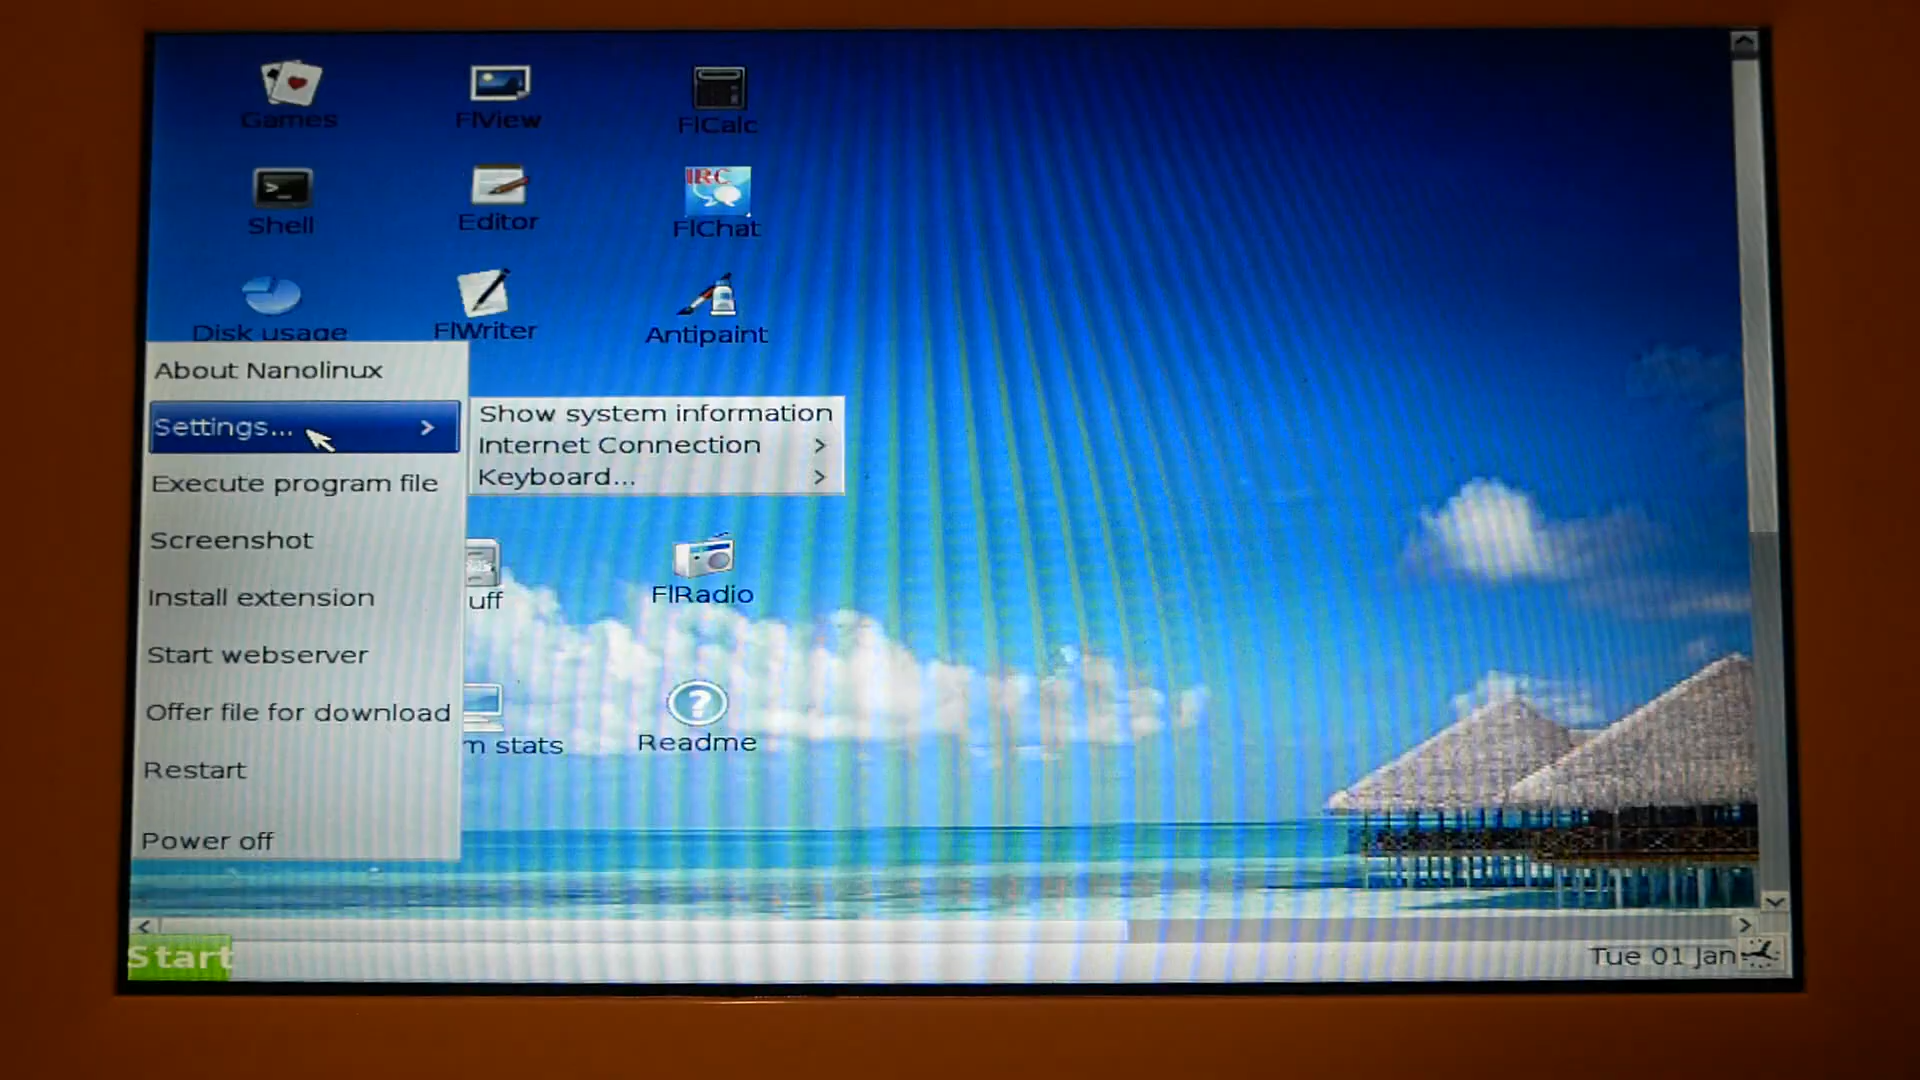 Games
FlView
FlCalc
Shell
Editor
IRC
FlChat
Disk usage
FlWriter
Antipaint
About Nanolinux
Settings... >
Show system information
Internet Connection >
Keyboard... >
Execute program file
Screenshot
Install extension
uff
FlRadio
Start webserver
Offer file for download
m stats
Readme
Restart
Power off
Start
Tue 01 Jan